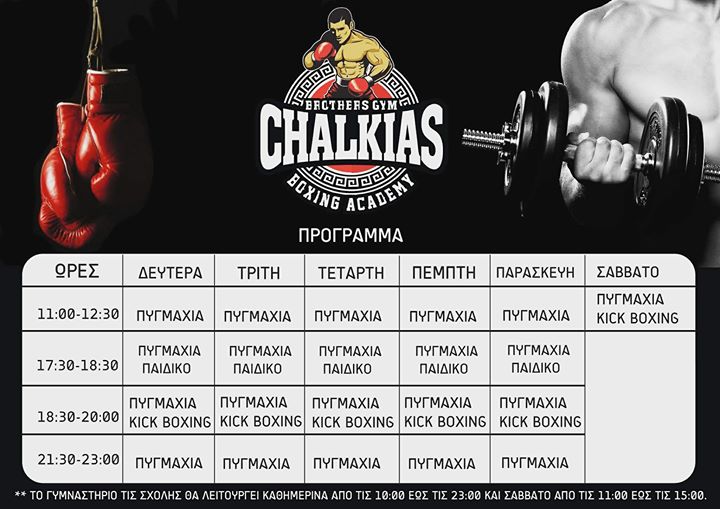 BROTHERS GYM
CHALKIAS
BOXING ACADEMY
ΠΡΟΓΡΑΜΜΑ
ΩΡΕΣ ΔΕΥΤΕΡΑ ΤΡΙΤΗ ΤΕΤΑΡΤΗ ΠΕΜΠΤΗ ΠΑΡΑΣΚΕΥΗ ΣΑΒΒΑΤΟ
11:00-12:30 ΠΥΓΜΑΧΙΑ ΠΥΓΜΑΧΙΑ ΠΥΓΜΑΧΙΑ ΠΥΓΜΑΧΙΑ ΠΥΓΜΑΧΙΑ ΠΥΓΜΑΧΙΑ
KICK BOXING
17:30-18:30 ΠΥΓΜΑΧΙΑ ΠΥΓΜΑΧΙΑ ΠΥΓΜΑΧΙΑ ΠΥΓΜΑΧΙΑ ΠΥΓΜΑΧΙΑ
ΠΑΙΔΙΚΟ ΠΑΙΔΙΚΟ ΠΑΙΔΙΚΟ ΠΑΙΔΙΚΟ ΠΑΙΔΙΚΟ
18:30-20:00 ΠΥΓΜΑΧΙΑ ΠΥΓΜΑΧΙΑ ΠΥΓΜΑΧΙΑ ΠΥΓΜΑΧΙΑ ΠΥΓΜΑΧΙΑ
KICK BOXING KICK BOXING KICK BOXING KICK BOXING KICK BOXING
21:30-23:00 ΠΥΓΜΑΧΙΑ ΠΥΓΜΑΧΙΑ ΠΥΓΜΑΧΙΑ ΠΥΓΜΑΧΙΑ ΠΥΓΜΑΧΙΑ
** ΤΟ ΓΥΜΝΑΣΤΗΡΙΟ ΤΙΣ ΣΧΟΛΗΣ ΘΑ ΛΕΙΤΟΥΡΓΕΙ ΚΑΘΗΜΕΡΙΝΑ ΑΠΟ ΤΙΣ 10:00 ΕΩΣ ΤΙΣ 23:00 ΚΑΙ ΣΑΒΒΑΤΟ ΑΠΟ ΤΙΣ 11:00 ΕΩΣ ΤΙΣ 15:00.